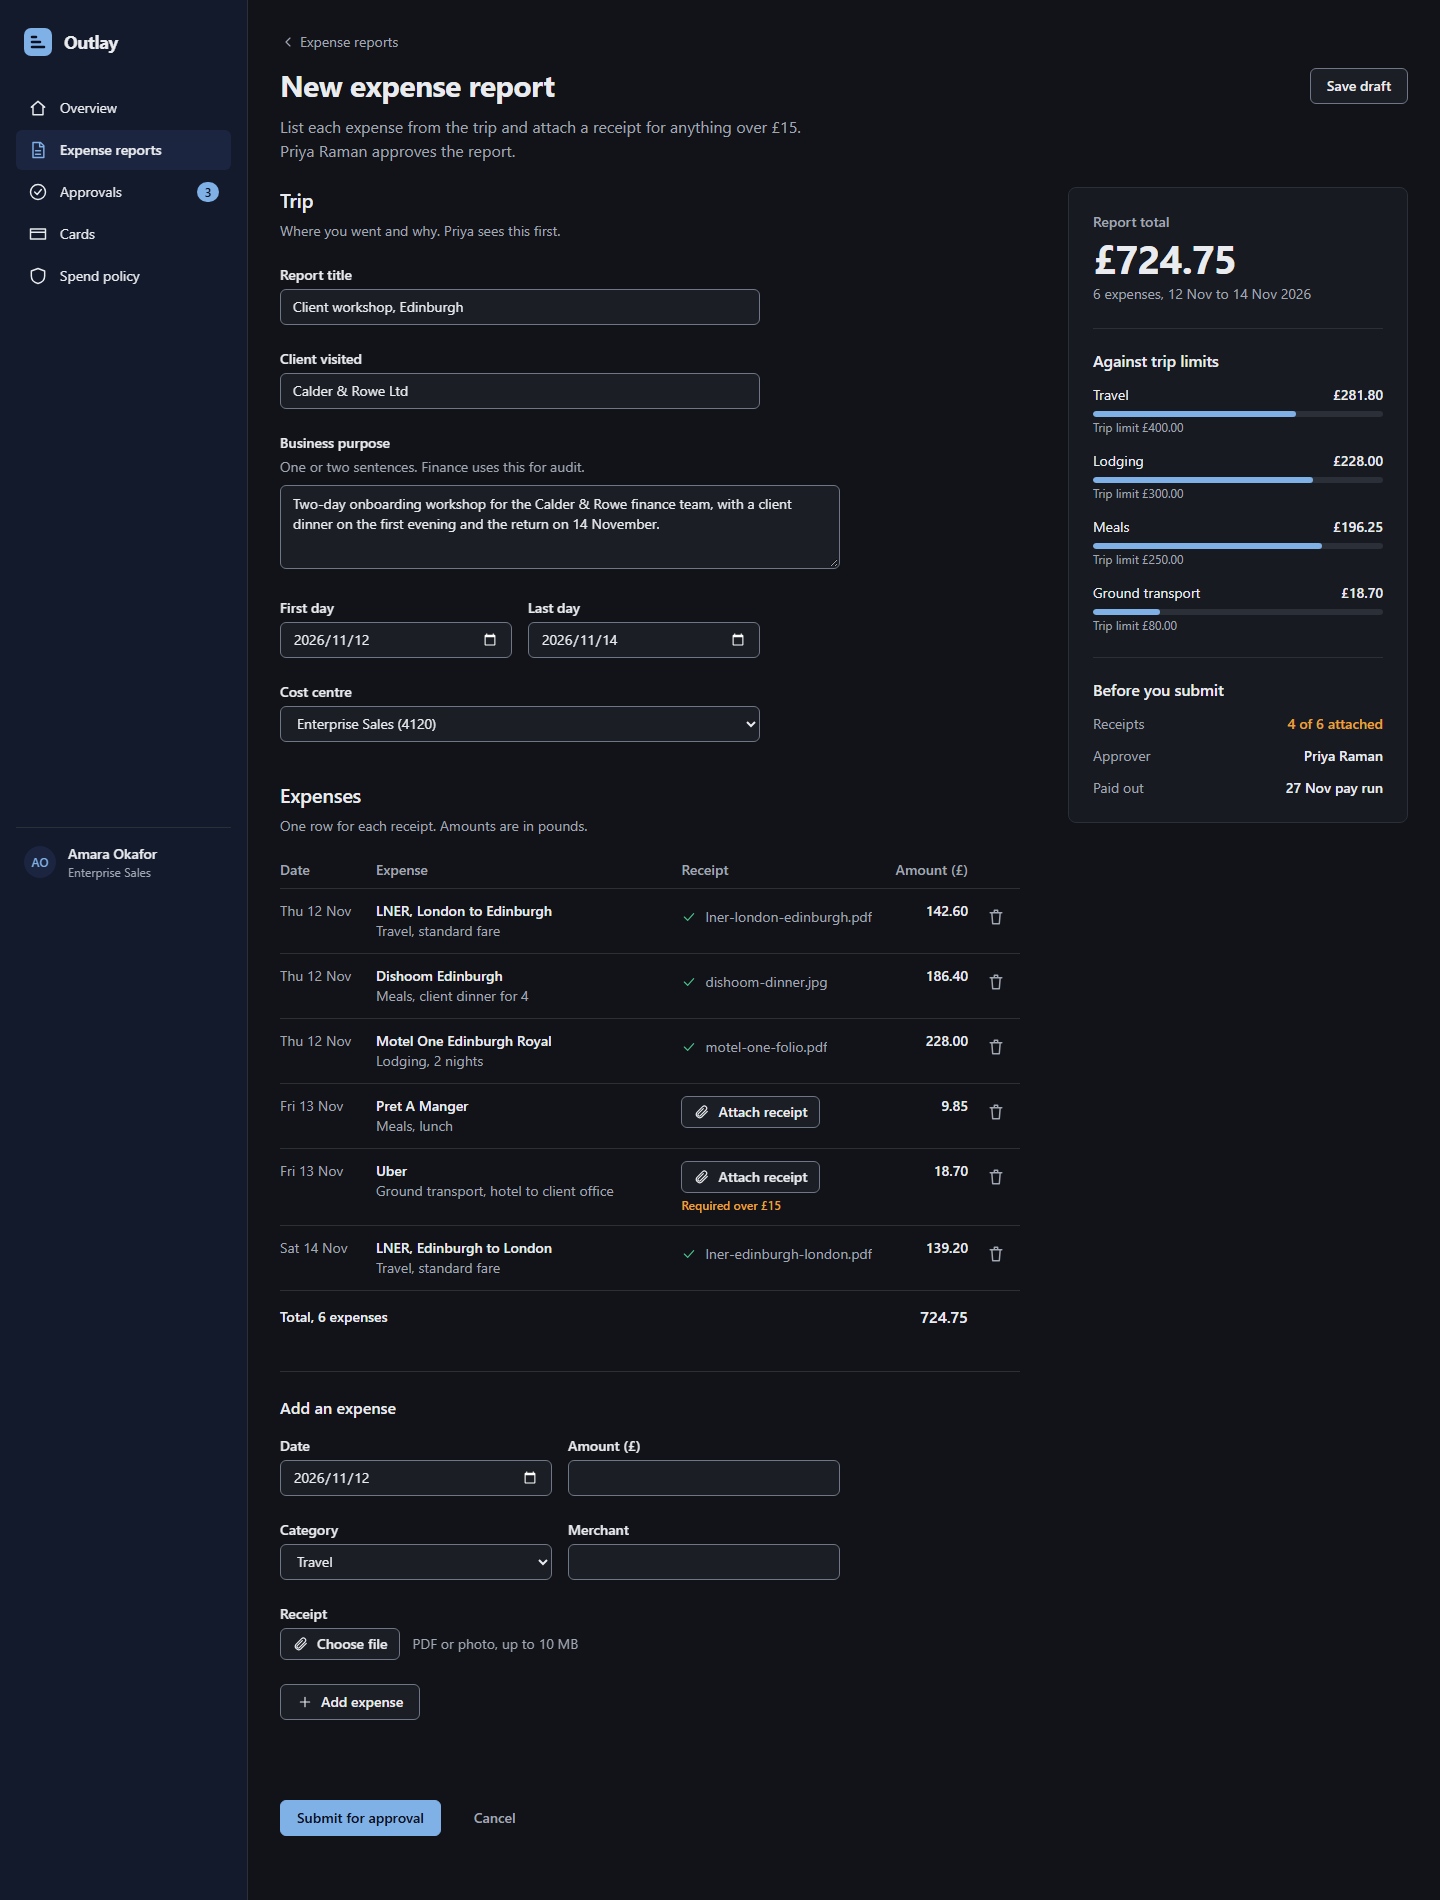 Outlay
Overview
Expense reports
Approvals
3
Cards
Spend policy
AO
Amara Okafor
Enterprise Sales
Expense reports
New expense report
Save draft
List each expense from the trip and attach a receipt for anything over £15.
Priya Raman approves the report.
Trip
Where you went and why. Priya sees this first.
Report title
Client workshop, Edinburgh
Client visited
Calder & Rowe Ltd
Business purpose
One or two sentences. Finance uses this for audit.
Two-day onboarding workshop for the Calder & Rowe finance team, with a client
dinner on the first evening and the return on 14 November.
First day
Last day
2026/11/12
2026/11/14
Cost centre
Enterprise Sales (4120)
Expenses
One row for each receipt. Amounts are in pounds.
Date Expense Receipt Amount (£)
Thu 12 Nov LNER, London to Edinburgh lner-london-edinburgh.pdf 142.60
Travel, standard fare
Thu 12 Nov Dishoom Edinburgh dishoom-dinner.jpg 186.40
Meals, client dinner for 4
Thu 12 Nov Motel One Edinburgh Royal motel-one-folio.pdf 228.00
Lodging, 2 nights
Fri 13 Nov Pret A Manger Attach receipt 9.85
Meals, lunch
Fri 13 Nov Uber Attach receipt 18.70
Ground transport, hotel to client office
Required over £15
Sat 14 Nov LNER, Edinburgh to London lner-edinburgh-london.pdf 139.20
Travel, standard fare
Total, 6 expenses 724.75
Add an expense
Date
Amount (£)
2026/11/12
Category
Merchant
Travel
Receipt
Choose file
PDF or photo, up to 10 MB
Add expense
Submit for approval
Cancel
Report total
£724.75
6 expenses, 12 Nov to 14 Nov 2026
Against trip limits
Travel £281.80
Trip limit £400.00
Lodging £228.00
Trip limit £300.00
Meals £196.25
Trip limit £250.00
Ground transport £18.70
Trip limit £80.00
Before you submit
Receipts 4 of 6 attached
Approver Priya Raman
Paid out 27 Nov pay run